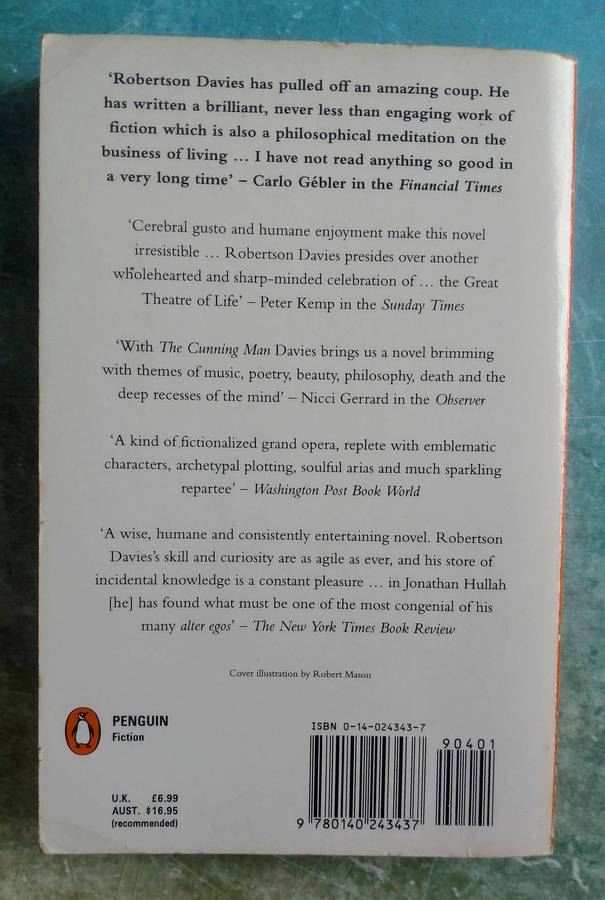 ‘Robertson Davies has pulled off an amazing coup. He
has written a brilliant, never less than engaging work of
fiction which is also a philosophical meditation on the
business of living ... I have not read anything so good in
a very long time’ – Carlo Gébler in the Financial Times
‘Cerebral gusto and humane enjoyment make this novel
irresistible ... Robertson Davies presides over another
wholehearted and sharp-minded celebration of ... the Great
Theatre of Life’ – Peter Kemp in the Sunday Times
‘With The Cunning Man Davies brings us a novel brimming
with themes of music, poetry, beauty, philosophy, death and the
deep recesses of the mind’ – Nicci Gerrard in the Observer
‘A kind of fictionalized grand opera, replete with emblematic
characters, archetypal plotting, soulful arias and much sparkling
repartee’ – Washington Post Book World
‘A wise, humane and consistently entertaining novel. Robertson
Davies's skill and curiosity are as agile as ever, and his store of
incidental knowledge is a constant pleasure ... in Jonathan Hullah
[he] has found what must be one of the most congenial of his
many alter egos’ – The New York Times Book Review
Cover illustration by Robert Mason
PENGUIN
Fiction
U.K. £6.99
AUST. $16.95
(recommended)
ISBN 0-14-024343-7
90401
9 780140 243437